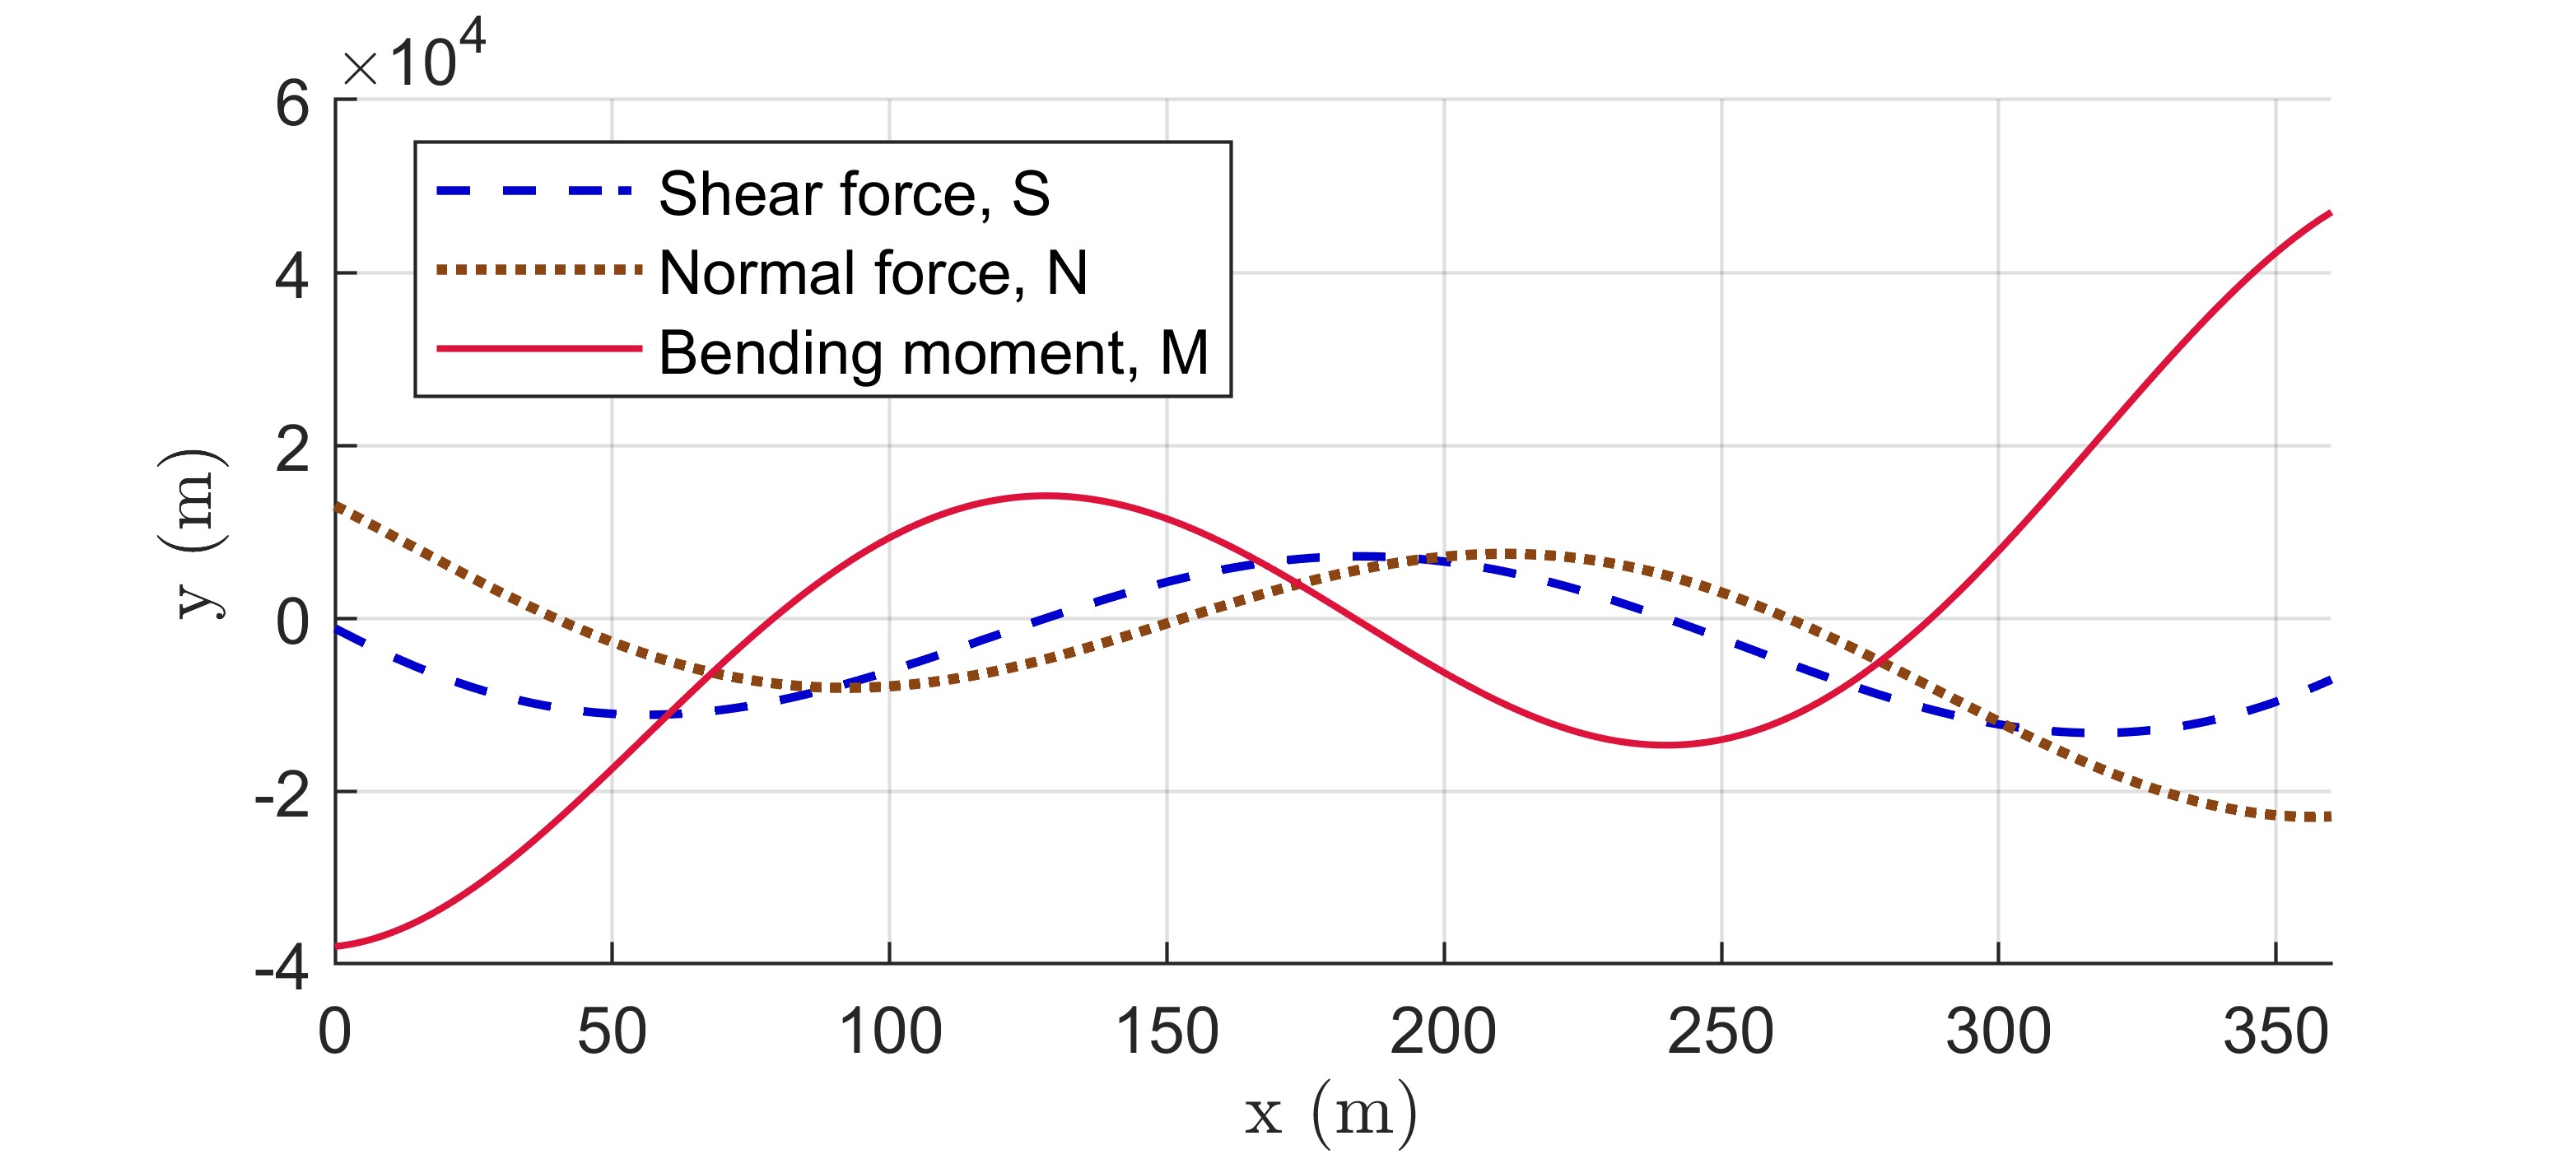 ×10^4
6
4
2
0
-2
-4
y (m)
Shear force, S
Normal force, N
Bending moment, M
0 50 100 150 200 250 300 350
x (m)